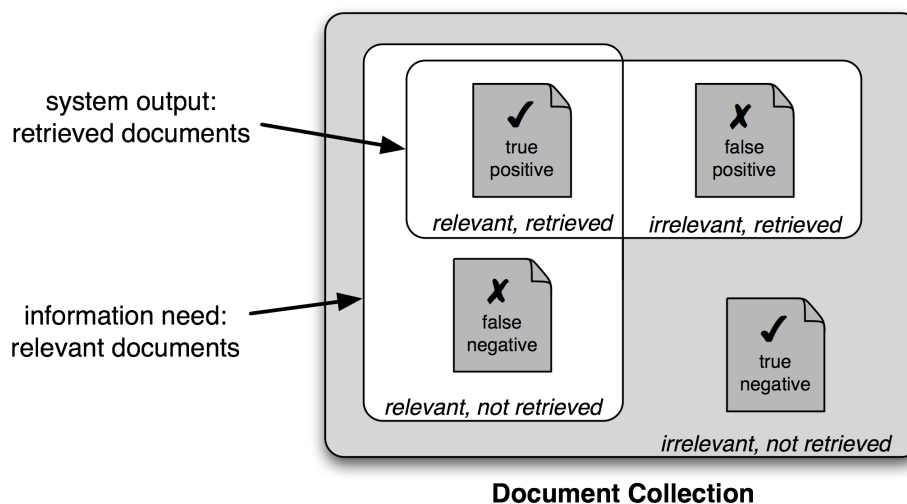 system output:
retrieved documents
✓
true
positive
✗
false
positive
relevant, retrieved
irrelevant, retrieved
information need:
relevant documents
✗
false
negative
✓
true
negative
relevant, not retrieved
irrelevant, not retrieved
Document Collection